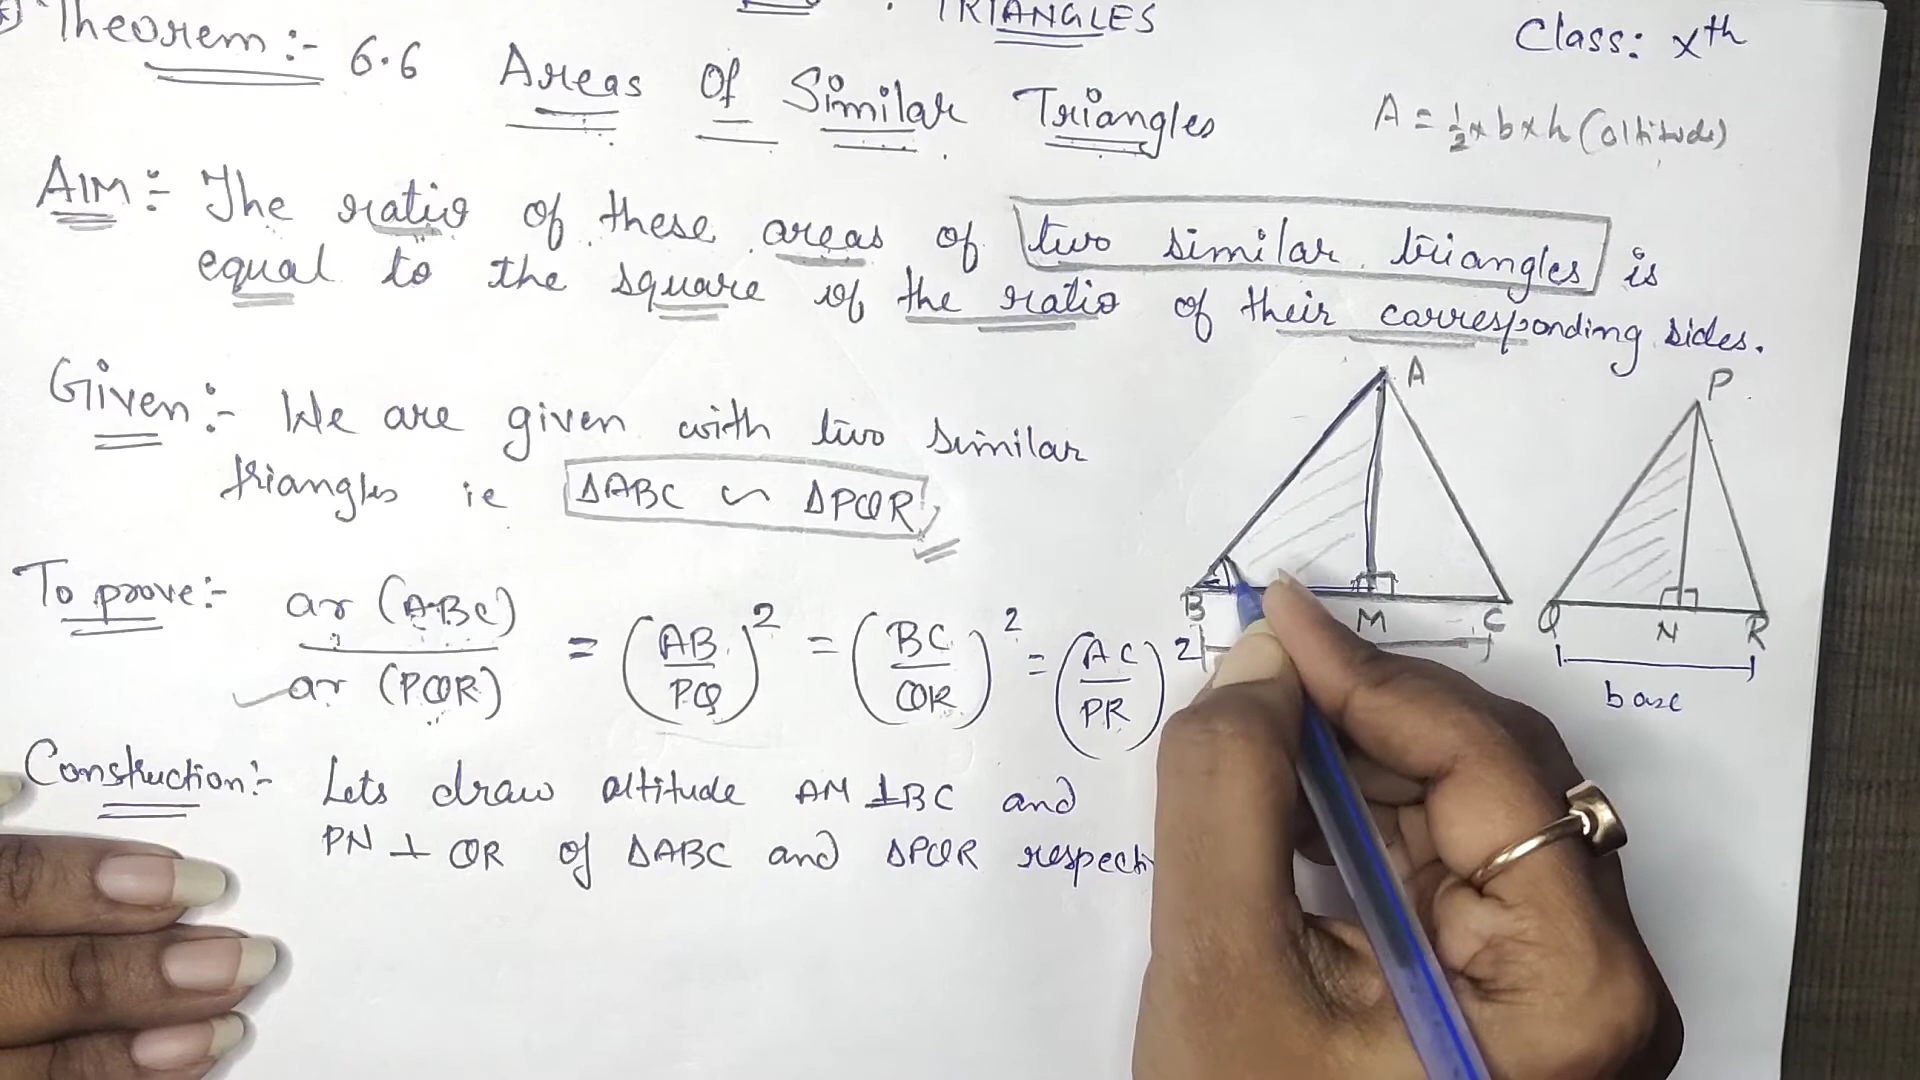 TRIANGLES
Class: Xth
Theorem:- 6.6 Areas Of Similar Triangles
A = 1/2 x b x h (altitude)
AIM:- The ratio of these areas of two similar triangles is
equal to the square of the ratio of their carresponding sides.
Given:- We are given with two similar
triangles ie ΔABC ∽ ΔPQR
To prove:- ar (ABC) / ar (PQR) = (AB/PQ)² = (BC/QR)² = (AC/PR)²
Construction:- Lets draw altitude AM ⊥ BC and
PN ⊥ QR of ΔABC and ΔPQR
A
B M C
P
Q N R
base